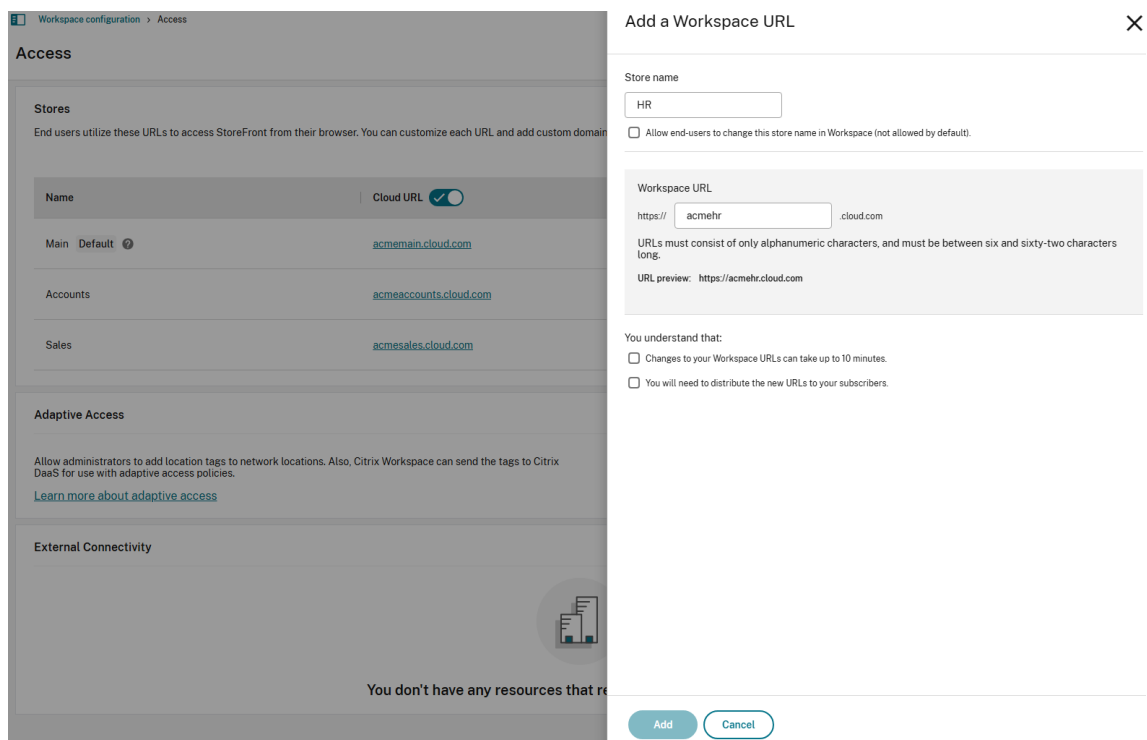 Workspace configuration > Access
Access
Stores
End users utilize these URLs to access StoreFront from their browser. You can customize each URL and add custom domain
Name
Cloud URL
Main Default ?
acmemain.cloud.com
Accounts
acmeaccounts.cloud.com
Sales
acmesales.cloud.com
Adaptive Access
Allow administrators to add location tags to network locations. Also, Citrix Workspace can send the tags to Citrix
DaaS for use with adaptive access policies.
Learn more about adaptive access
External Connectivity
You don't have any resources that re
Add a Workspace URL
Store name
HR
Allow end-users to change this store name in Workspace (not allowed by default).
Workspace URL
https:// acmehr .cloud.com
URLs must consist of only alphanumeric characters, and must be between six and sixty-two characters
long.
URL preview: https://acmehr.cloud.com
You understand that:
Changes to your Workspace URLs can take up to 10 minutes.
You will need to distribute the new URLs to your subscribers.
Add
Cancel